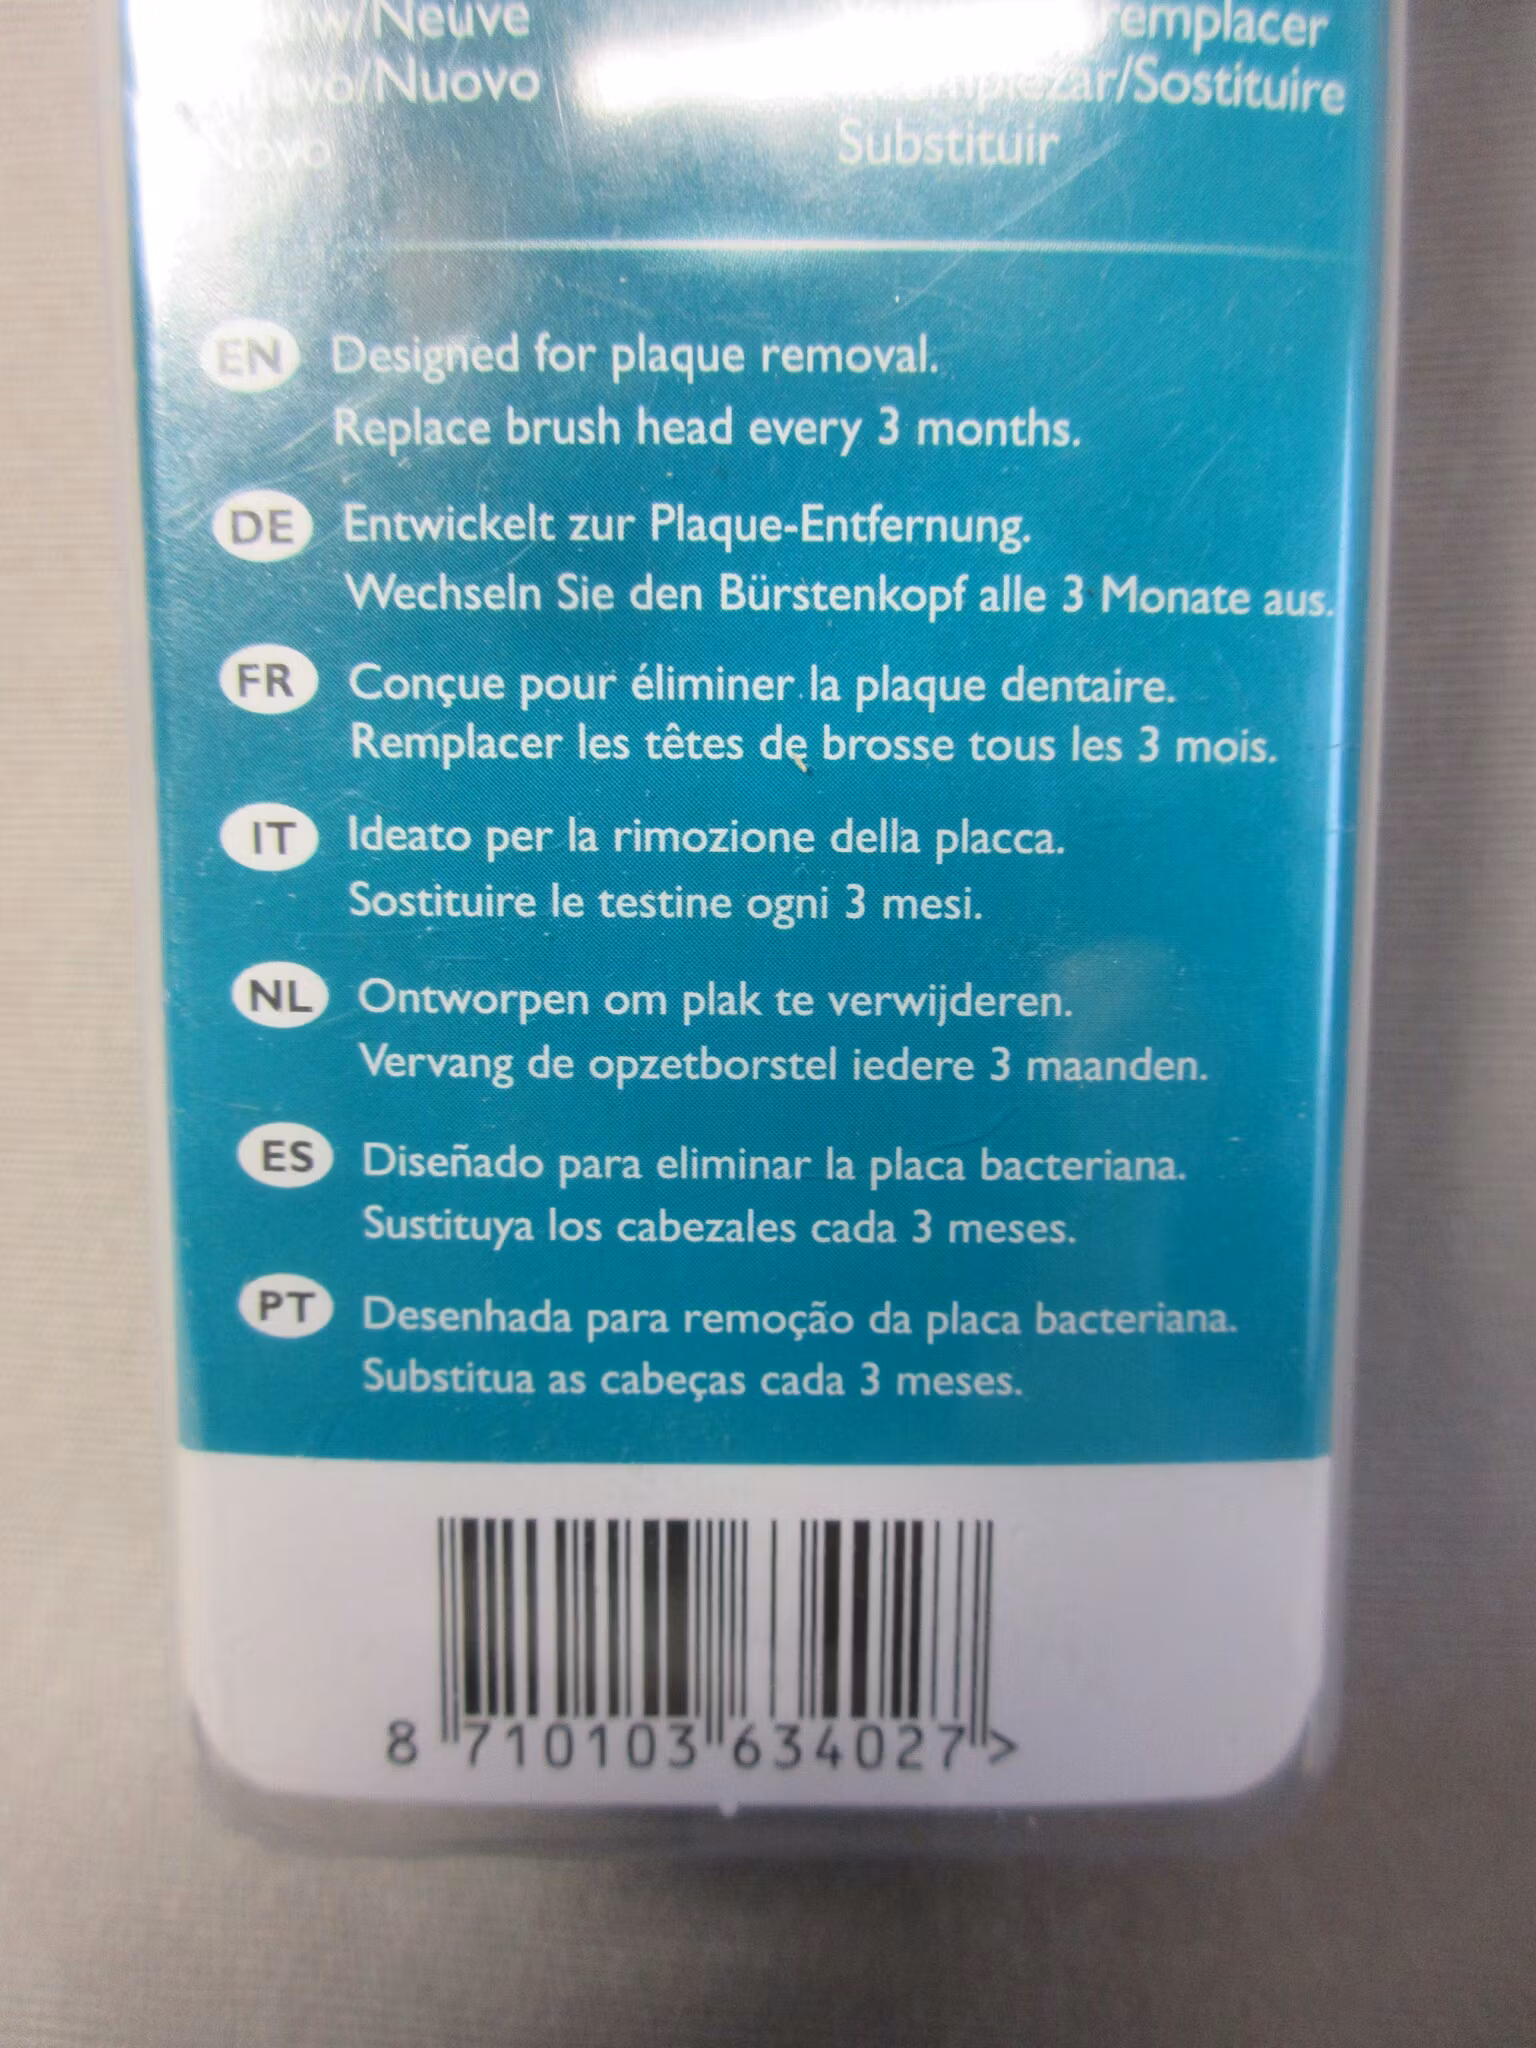 /Neuve
remplacer
/Nuovo
/Sostituire
Novo
Substituir
EN Designed for plaque removal.
Replace brush head every 3 months.
DE Entwickelt zur Plaque-Entfernung.
Wechseln Sie den Bürstenkopf alle 3 Monate aus.
FR Conçue pour éliminer la plaque dentaire.
Remplacer les têtes de brosse tous les 3 mois.
IT Ideato per la rimozione della placca.
Sostituire le testine ogni 3 mesi.
NL Ontworpen om plak te verwijderen.
Vervang de opzetborstel iedere 3 maanden.
ES Diseñado para eliminar la placa bacteriana.
Sustituya los cabezales cada 3 meses.
PT Desenhada para remoção da placa bacteriana.
Substitua as cabeças cada 3 meses.
8 710103 634027 >